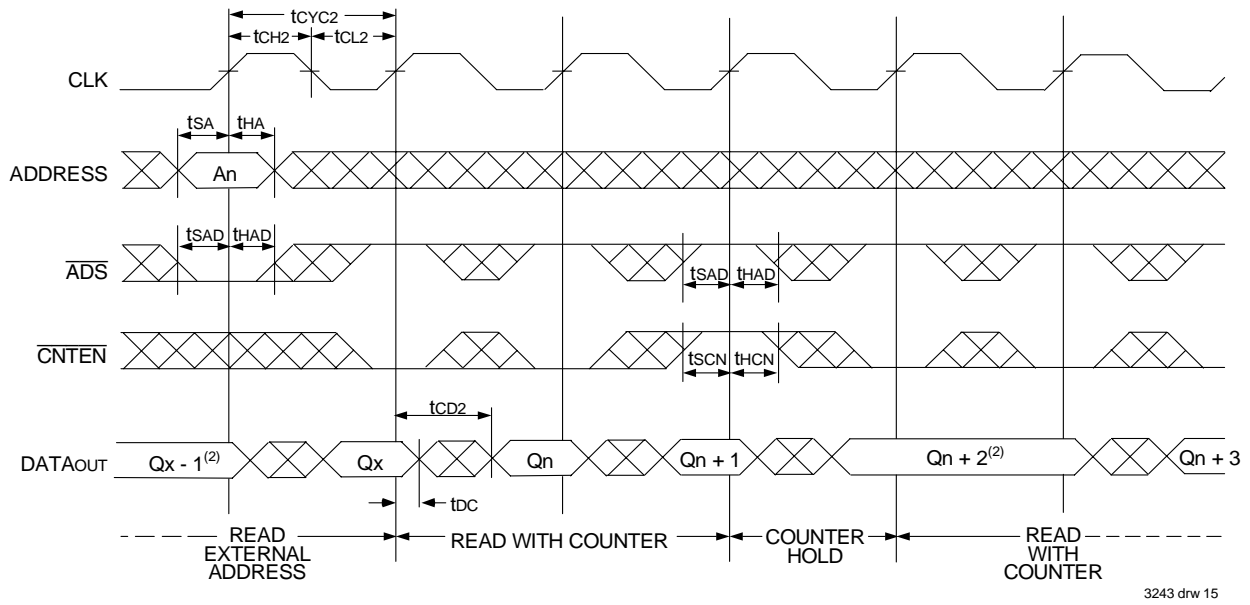 tCYC2
tCH2 tCL2
CLK
tSA tHA
ADDRESS An
tSAD tHAD
ADS tSAD tHAD
CNTEN
tSCN tHCN
tCD2
DATAOUT Qx - 1(2) Qx Qn Qn + 1 Qn + 2(2) Qn + 3
tDC
READ EXTERNAL ADDRESS
READ WITH COUNTER
COUNTER HOLD
READ WITH COUNTER
3243 drw 15